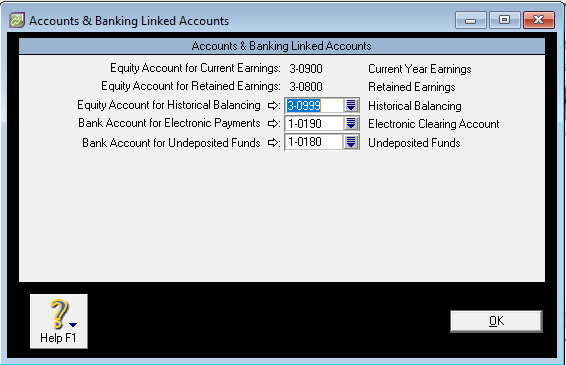 Accounts & Banking Linked Accounts
Accounts & Banking Linked Accounts
Equity Account for Current Earnings: 3-0900 Current Year Earnings
Equity Account for Retained Earnings: 3-0800 Retained Earnings
Equity Account for Historical Balancing ⇨: 3-0999 Historical Balancing
Bank Account for Electronic Payments ⇨: 1-0190 Electronic Clearing Account
Bank Account for Undeposited Funds ⇨: 1-0180 Undeposited Funds
Help F1
OK